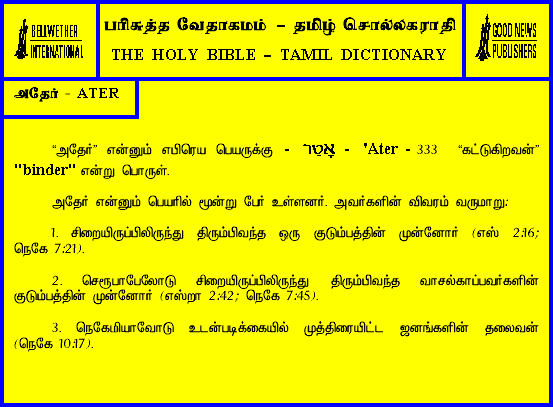 BELLWETHER
INTERNATIONAL
பரிசுத்த வேதாகமம் – தமிழ் சொல்லகராதி
THE HOLY BIBLE – TAMIL DICTIONARY
GOOD NEWS
PUBLISHERS
அதேர் - ATER
“அதேர்” என்னும் எபிரெய பெயருக்கு - אָטֵר - 'Ater - 333 “கட்டுகிறவன்”
"binder" என்று பொருள்.
அதேர் என்னும் பெயரில் மூன்று பேர் உள்ளனர். அவர்களின் விவரம் வருமாறு:
1. சிறையிருப்பிலிருந்து திரும்பிவந்த ஒரு குடும்பத்தின் முன்னோர் (எஸ் 2:16;
நெகே 7:21).
2. செரூபாபேலோடு சிறையிருப்பிலிருந்து திரும்பிவந்த வாசல்காப்பவர்களின்
குடும்பத்தின் முன்னோர் (எஸ்றா 2:42; நெகே 7:45).
3. நெகேமியாவோடு உடன்படிக்கையில் முத்திரையிட்ட ஜனங்களின் தலைவன்
(நெகே 10:17).